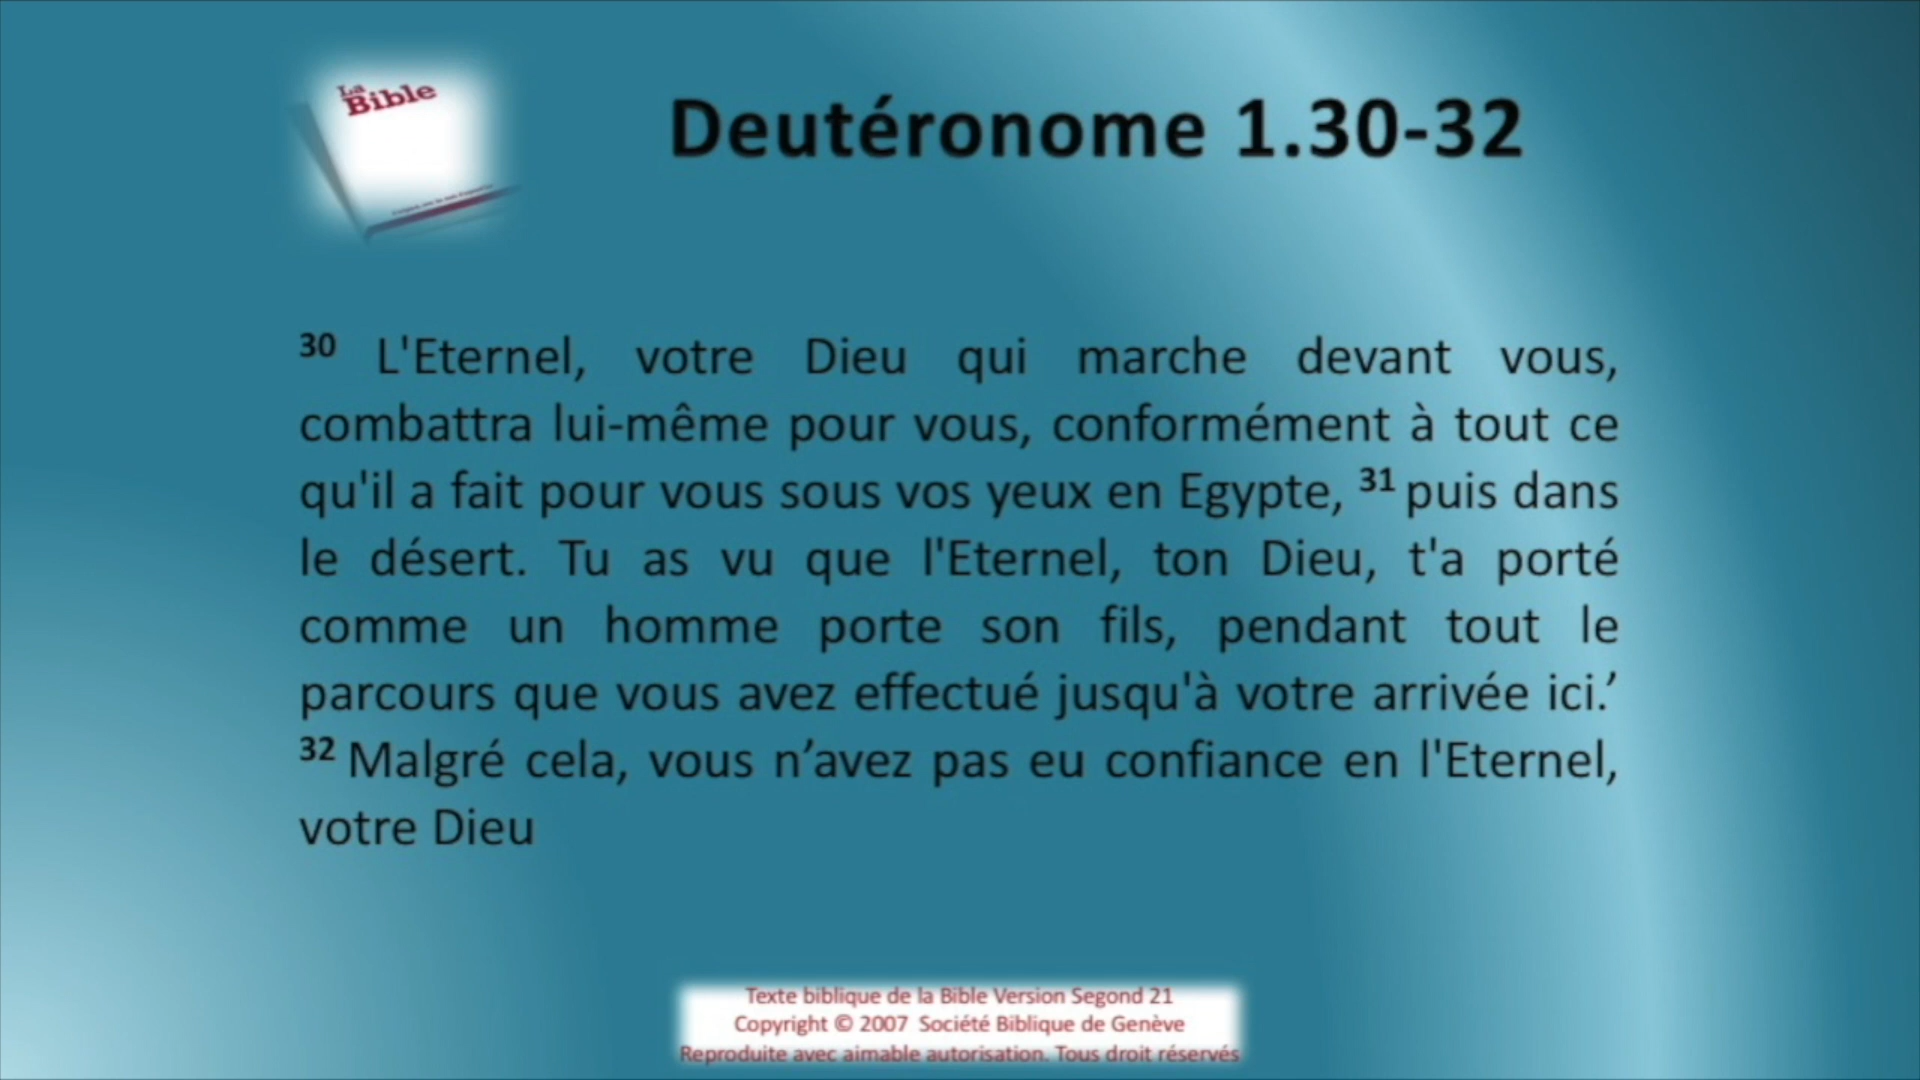 La
Bible
Deutéronome 1.30-32
30 L'Eternel, votre Dieu qui marche devant vous,
combattra lui-même pour vous, conformément à tout ce
qu'il a fait pour vous sous vos yeux en Egypte, 31 puis dans
le désert. Tu as vu que l'Eternel, ton Dieu, t'a porté
comme un homme porte son fils, pendant tout le
parcours que vous avez effectué jusqu'à votre arrivée ici.’
32 Malgré cela, vous n’avez pas eu confiance en l'Eternel,
votre Dieu
Texte biblique de la Bible Version Segond 21
Copyright © 2007 Société Biblique de Genève
Reproduite avec aimable autorisation. Tous droit réservés